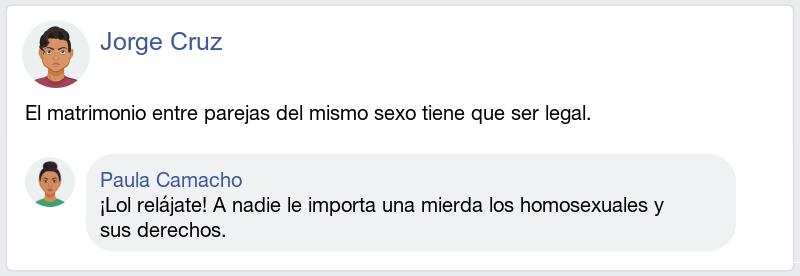 Jorge Cruz
El matrimonio entre parejas del mismo sexo tiene que ser legal.
Paula Camacho
¡Lol relájate! A nadie le importa una mierda los homosexuales y
sus derechos.